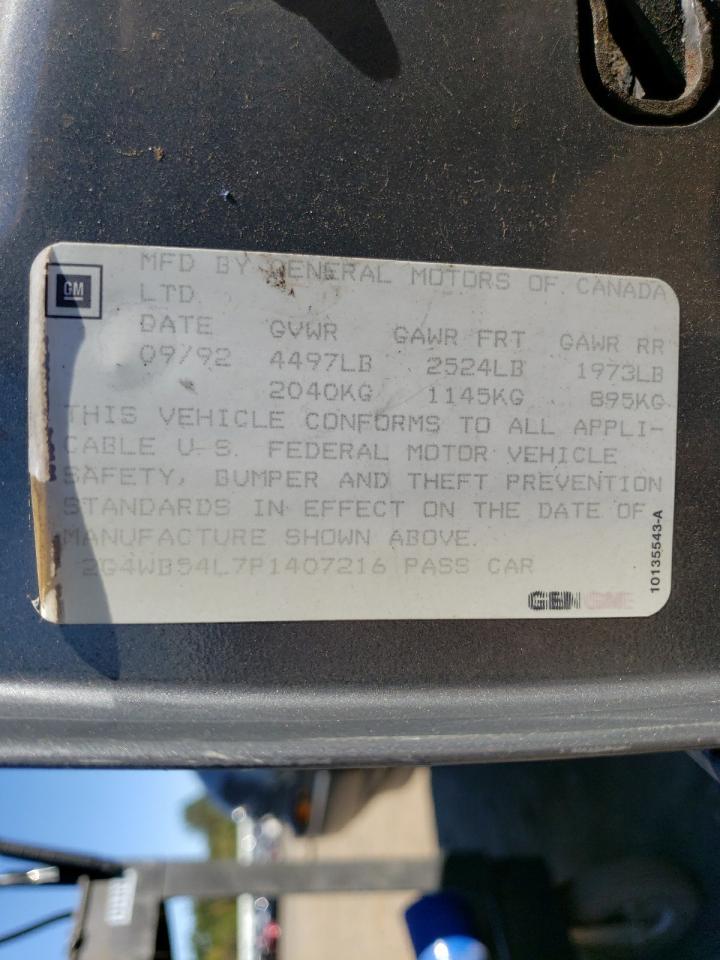 GM
MFD BY GENERAL MOTORS OF CANADA
LTD
DATE GVWR GAWR FRT GAWR RR
09/92 4497LB 2524LB 1973LB
2040KG 1145KG 895KG
THIS VEHICLE CONFORMS TO ALL APPLI-
CABLE U-S. FEDERAL MOTOR VEHICLE
SAFETY, BUMPER AND THEFT PREVENTION
STANDARDS IN EFFECT ON THE DATE OF
MANUFACTURE SHOWN ABOVE.
2G4WB54L7P1407216 PASS CAR
10135543-A